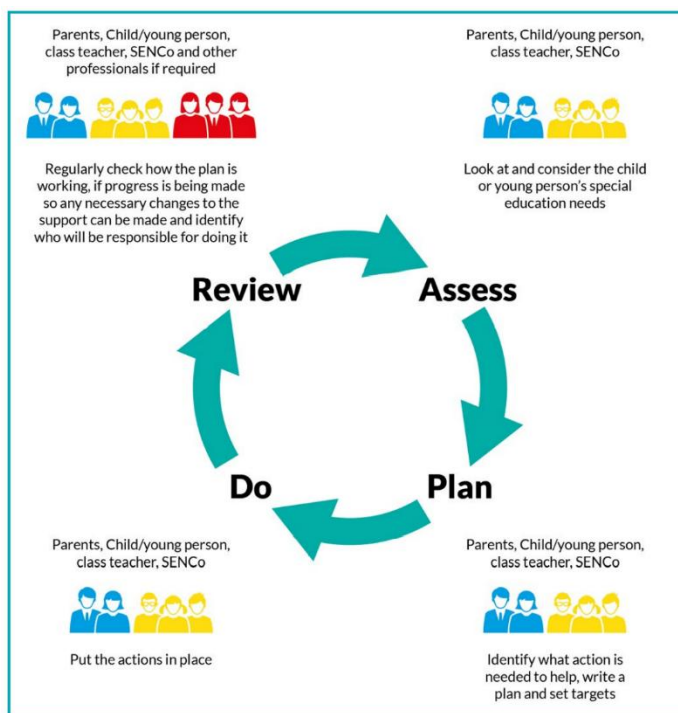 Parents, Child/young person,
class teacher, SENCo and other
professionals if required
Regularly check how the plan is
working, if progress is being made
so any necessary changes to the
support can be made and identify
who will be responsible for doing it
Parents, Child/young person,
class teacher, SENCo
Look at and consider the child
or young person's special
education needs
Review
Assess
Do
Plan
Parents, Child/young person,
class teacher, SENCo
Put the actions in place
Parents, Child/young person,
class teacher, SENCo
Identify what action is
needed to help, write a
plan and set targets